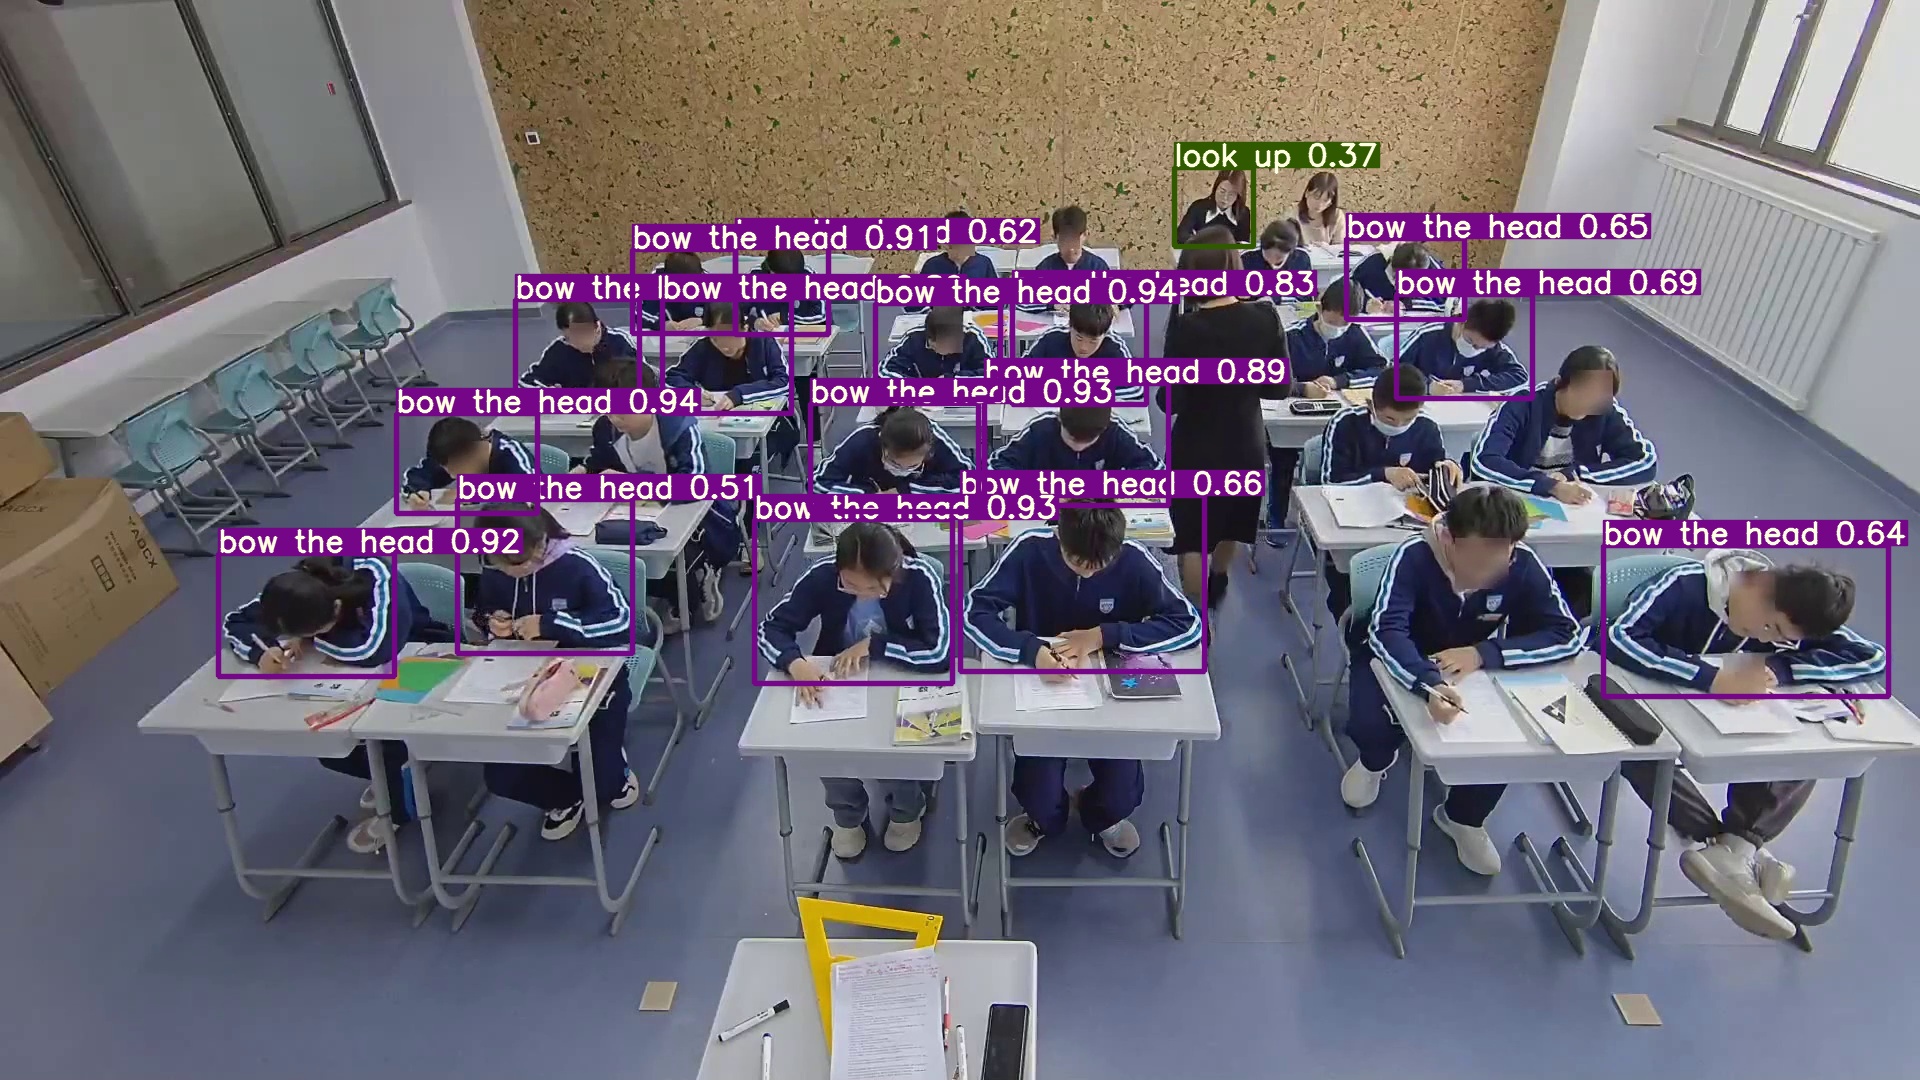 look up 0.37
bow the head 0.65
d 0.62
bow the head 0.91
bow the head 0.69
ead 0.83
bow the
bow the head
bow the head 0.94
bow the head 0.89
bow the head 0.93
bow the head 0.94
bow the head 0.66
bow the head 0.51
bow the head 0.93
bow the head 0.64
bow the head 0.92
AOCX